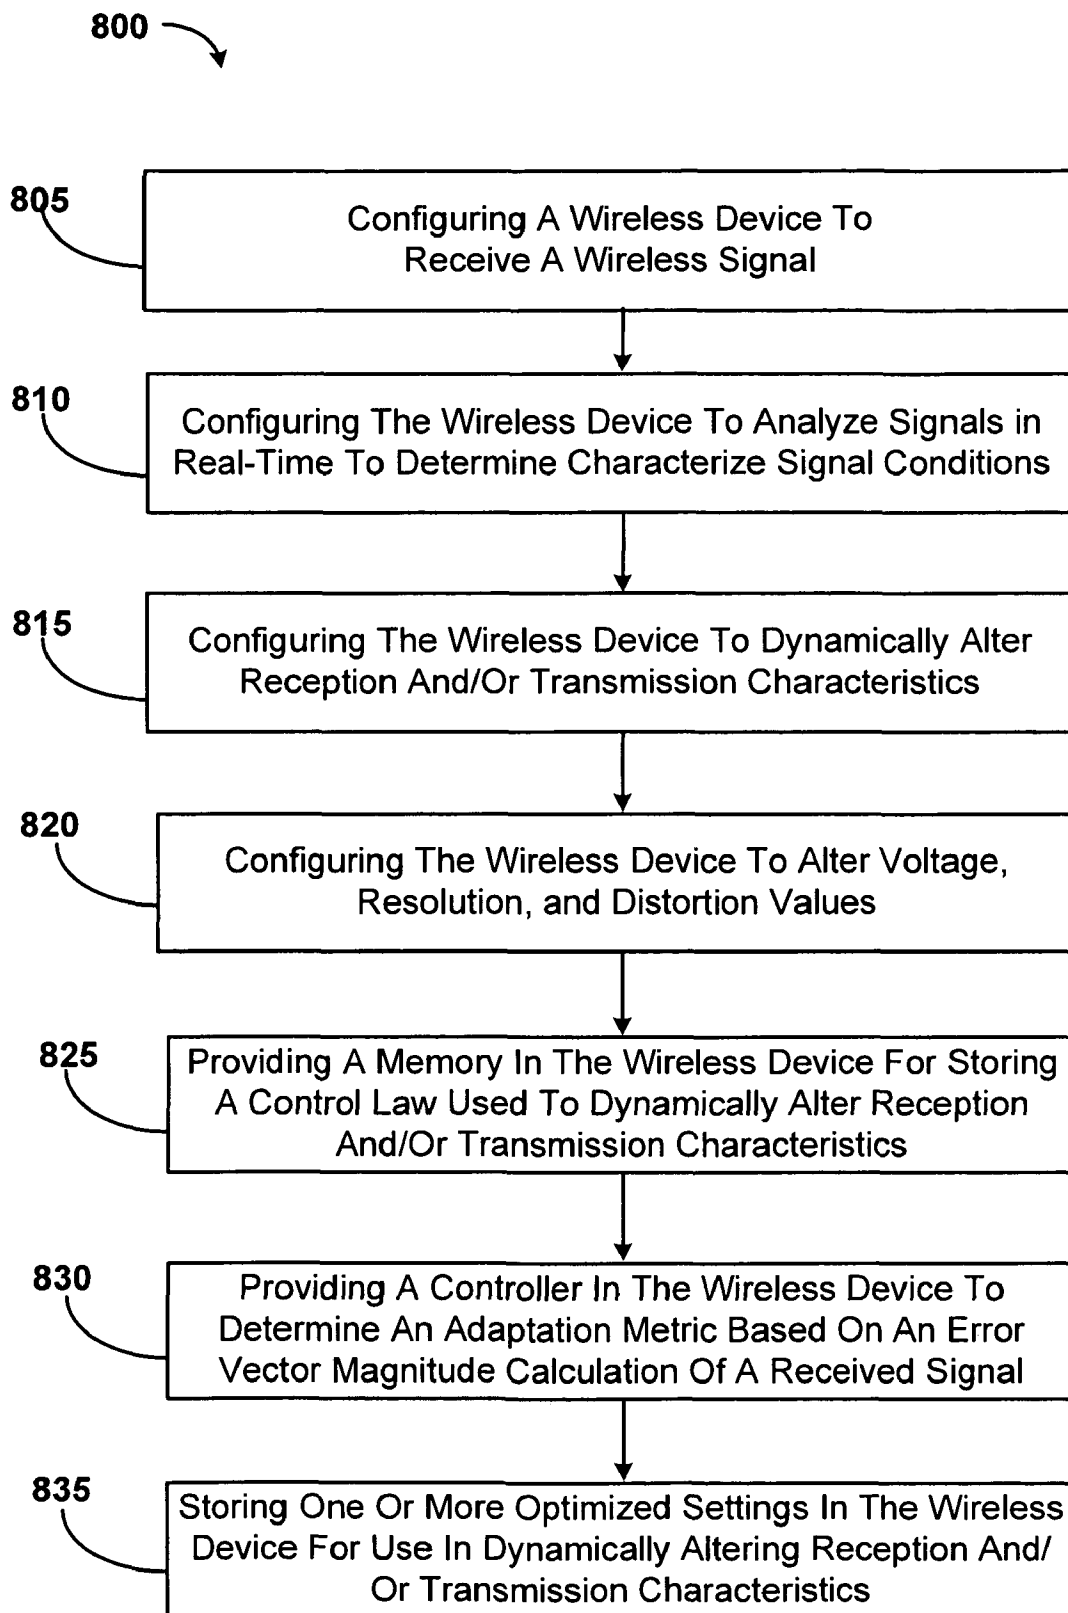 800
805
Configuring A Wireless Device To
Receive A Wireless Signal
810
Configuring The Wireless Device To Analyze Signals in
Real-Time To Determine Characterize Signal Conditions
815
Configuring The Wireless Device To Dynamically Alter
Reception And/Or Transmission Characteristics
820
Configuring The Wireless Device To Alter Voltage,
Resolution, and Distortion Values
825
Providing A Memory In The Wireless Device For Storing
A Control Law Used To Dynamically Alter Reception
And/Or Transmission Characteristics
830
Providing A Controller In The Wireless Device To
Determine An Adaptation Metric Based On An Error
Vector Magnitude Calculation Of A Received Signal
835
Storing One Or More Optimized Settings In The Wireless
Device For Use In Dynamically Altering Reception And/
Or Transmission Characteristics